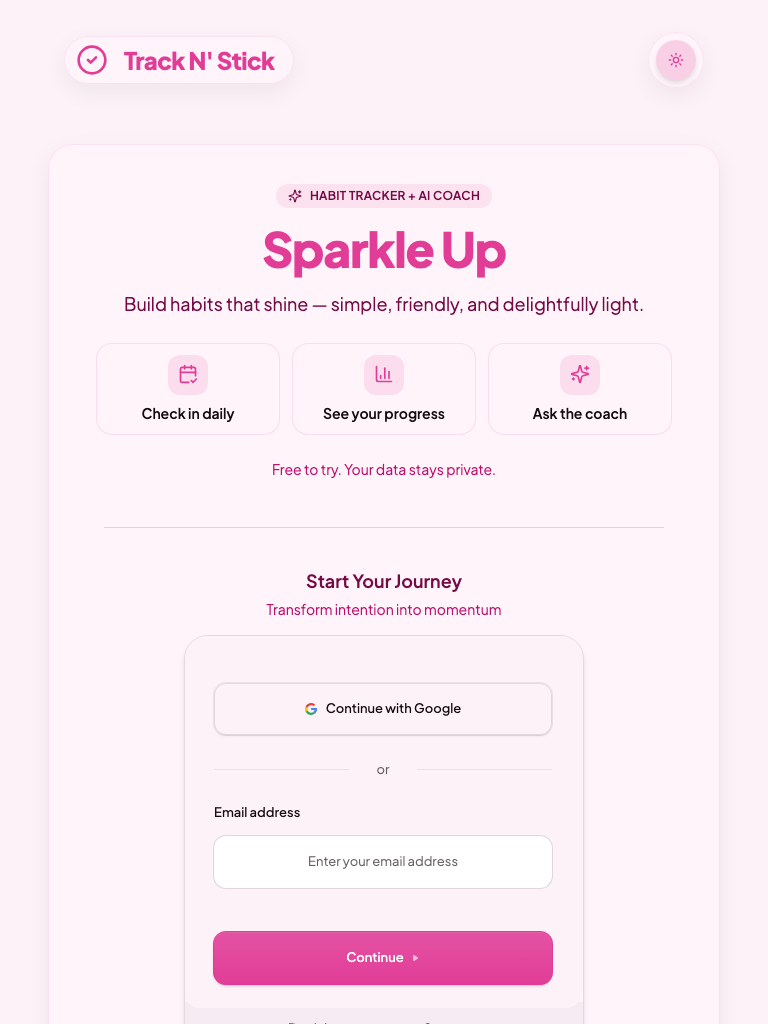 Track N' Stick
HABIT TRACKER + AI COACH
Sparkle Up
Build habits that shine — simple, friendly, and delightfully light.
Check in daily
See your progress
Ask the coach
Free to try. Your data stays private.
Start Your Journey
Transform intention into momentum
Continue with Google
or
Email address
Enter your email address
Continue